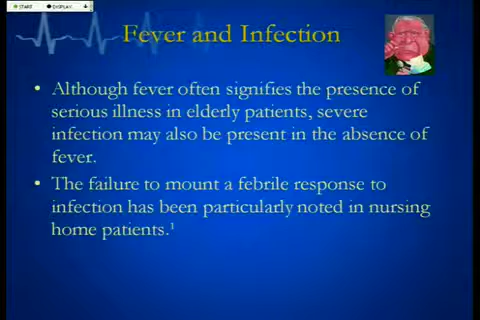 START DISPLAY
Fever and Infection
• Although fever often signifies the presence of
serious illness in elderly patients, severe
infection may also be present in the absence of
fever.
• The failure to mount a febrile response to
infection has been particularly noted in nursing
home patients.¹